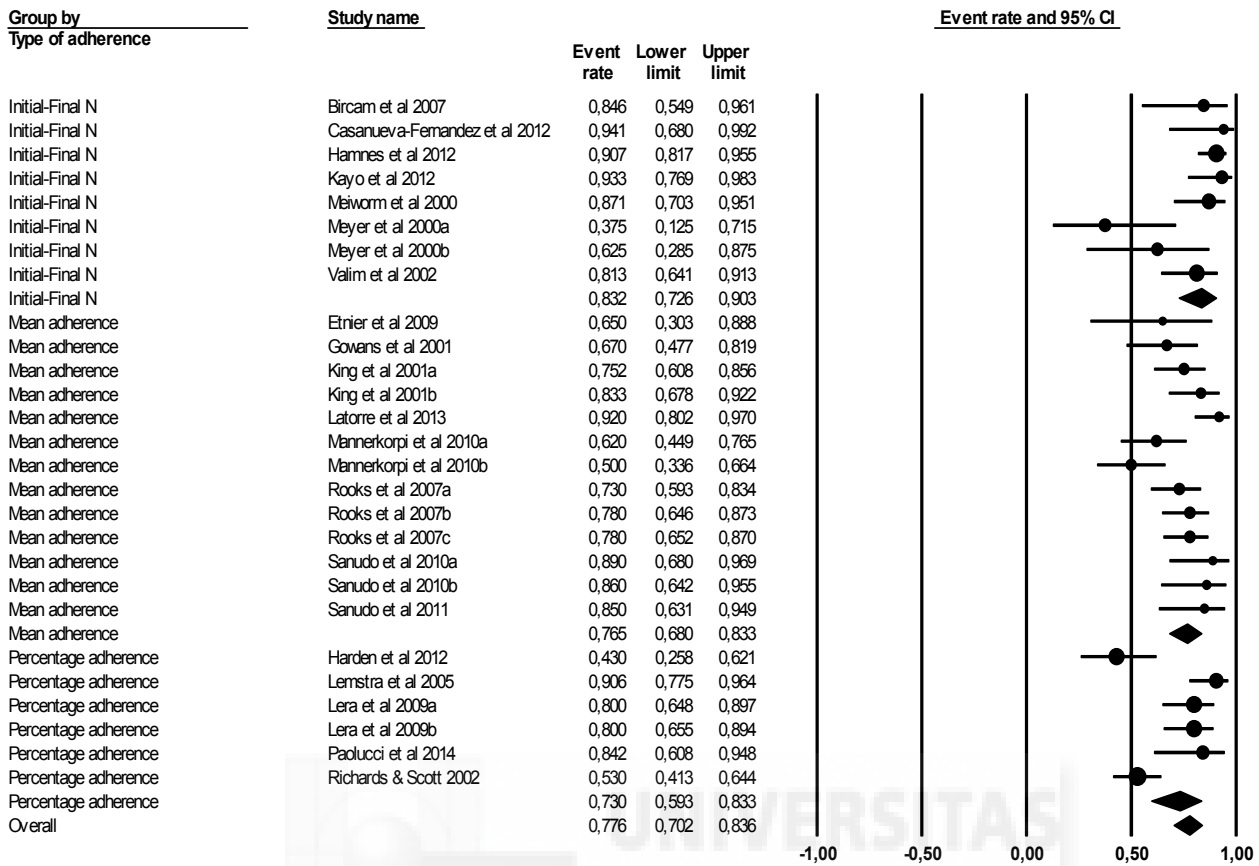 Group by Study name Event rate and 95% CI
Type of adherence
Event Lower Upper
rate limit limit
Initial-Final N Bircam et al 2007 0,846 0,549 0,961
Initial-Final N Casanueva-Fernandez et al 2012 0,941 0,680 0,992
Initial-Final N Hamnes et al 2012 0,907 0,817 0,955
Initial-Final N Kayo et al 2012 0,933 0,769 0,983
Initial-Final N Meiworm et al 2000 0,871 0,703 0,951
Initial-Final N Meyer et al 2000a 0,375 0,125 0,715
Initial-Final N Meyer et al 2000b 0,625 0,285 0,875
Initial-Final N Valim et al 2002 0,813 0,641 0,913
Initial-Final N 0,832 0,726 0,903
Mean adherence Etnier et al 2009 0,650 0,303 0,888
Mean adherence Gowans et al 2001 0,670 0,477 0,819
Mean adherence King et al 2001a 0,752 0,608 0,856
Mean adherence King et al 2001b 0,833 0,678 0,922
Mean adherence Latorre et al 2013 0,920 0,802 0,970
Mean adherence Mannerkorpi et al 2010a 0,620 0,449 0,765
Mean adherence Mannerkorpi et al 2010b 0,500 0,336 0,664
Mean adherence Rooks et al 2007a 0,730 0,593 0,834
Mean adherence Rooks et al 2007b 0,780 0,646 0,873
Mean adherence Rooks et al 2007c 0,780 0,652 0,870
Mean adherence Sanudo et al 2010a 0,890 0,680 0,969
Mean adherence Sanudo et al 2010b 0,860 0,642 0,955
Mean adherence Sanudo et al 2011 0,850 0,631 0,949
Mean adherence 0,765 0,680 0,833
Percentage adherence Harden et al 2012 0,430 0,258 0,621
Percentage adherence Lemstra et al 2005 0,906 0,775 0,964
Percentage adherence Lera et al 2009a 0,800 0,648 0,897
Percentage adherence Lera et al 2009b 0,800 0,655 0,894
Percentage adherence Paolucci et al 2014 0,842 0,608 0,948
Percentage adherence Richards & Scott 2002 0,530 0,413 0,644
Percentage adherence 0,730 0,593 0,833
Overall 0,776 0,702 0,836
UNIVERSITAS
-1,00 -0,50 0,00 0,50 1,00